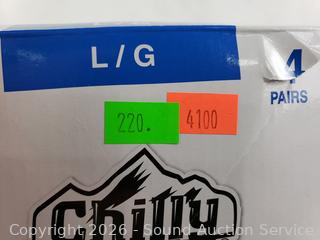 L / G
4
PAIRS
220.
4100
Chilly
Copyright 2026 - Sound Auction Service